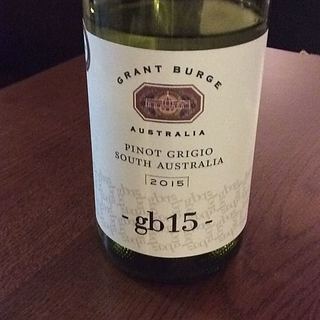 GRANT BURGE
AUSTRALIA
PINOT GRIGIO
SOUTH AUSTRALIA
2015
- gb15 -